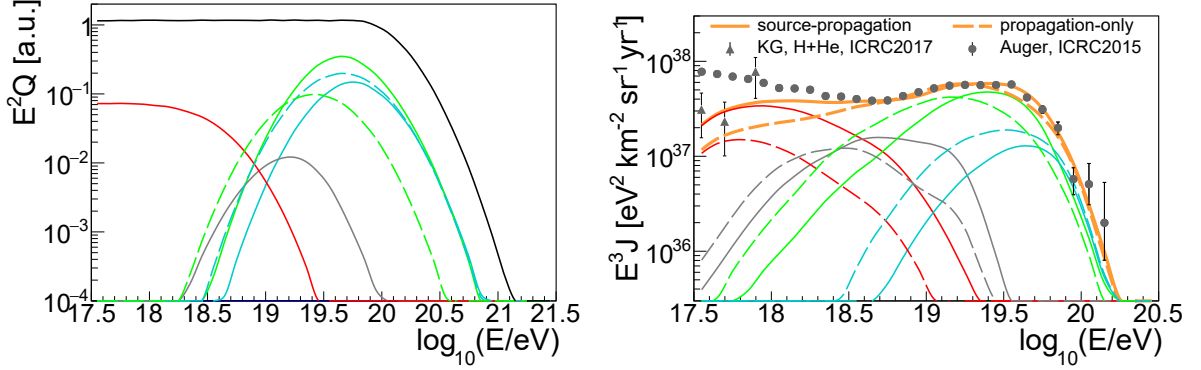 E²Q [a.u.]
1
10⁻¹
10⁻²
10⁻³
10⁻⁴
17.5 18 18.5 19 19.5 20 20.5 21 21.5
log₁₀(E/eV)
E³J [eV² km⁻² sr⁻¹ yr⁻¹]
10³⁸
10³⁷
10³⁶
source-propagation
propagation-only
KG, H+He, ICRC2017
Auger, ICRC2015
17.5 18 18.5 19 19.5 20 20.5
log₁₀(E/eV)